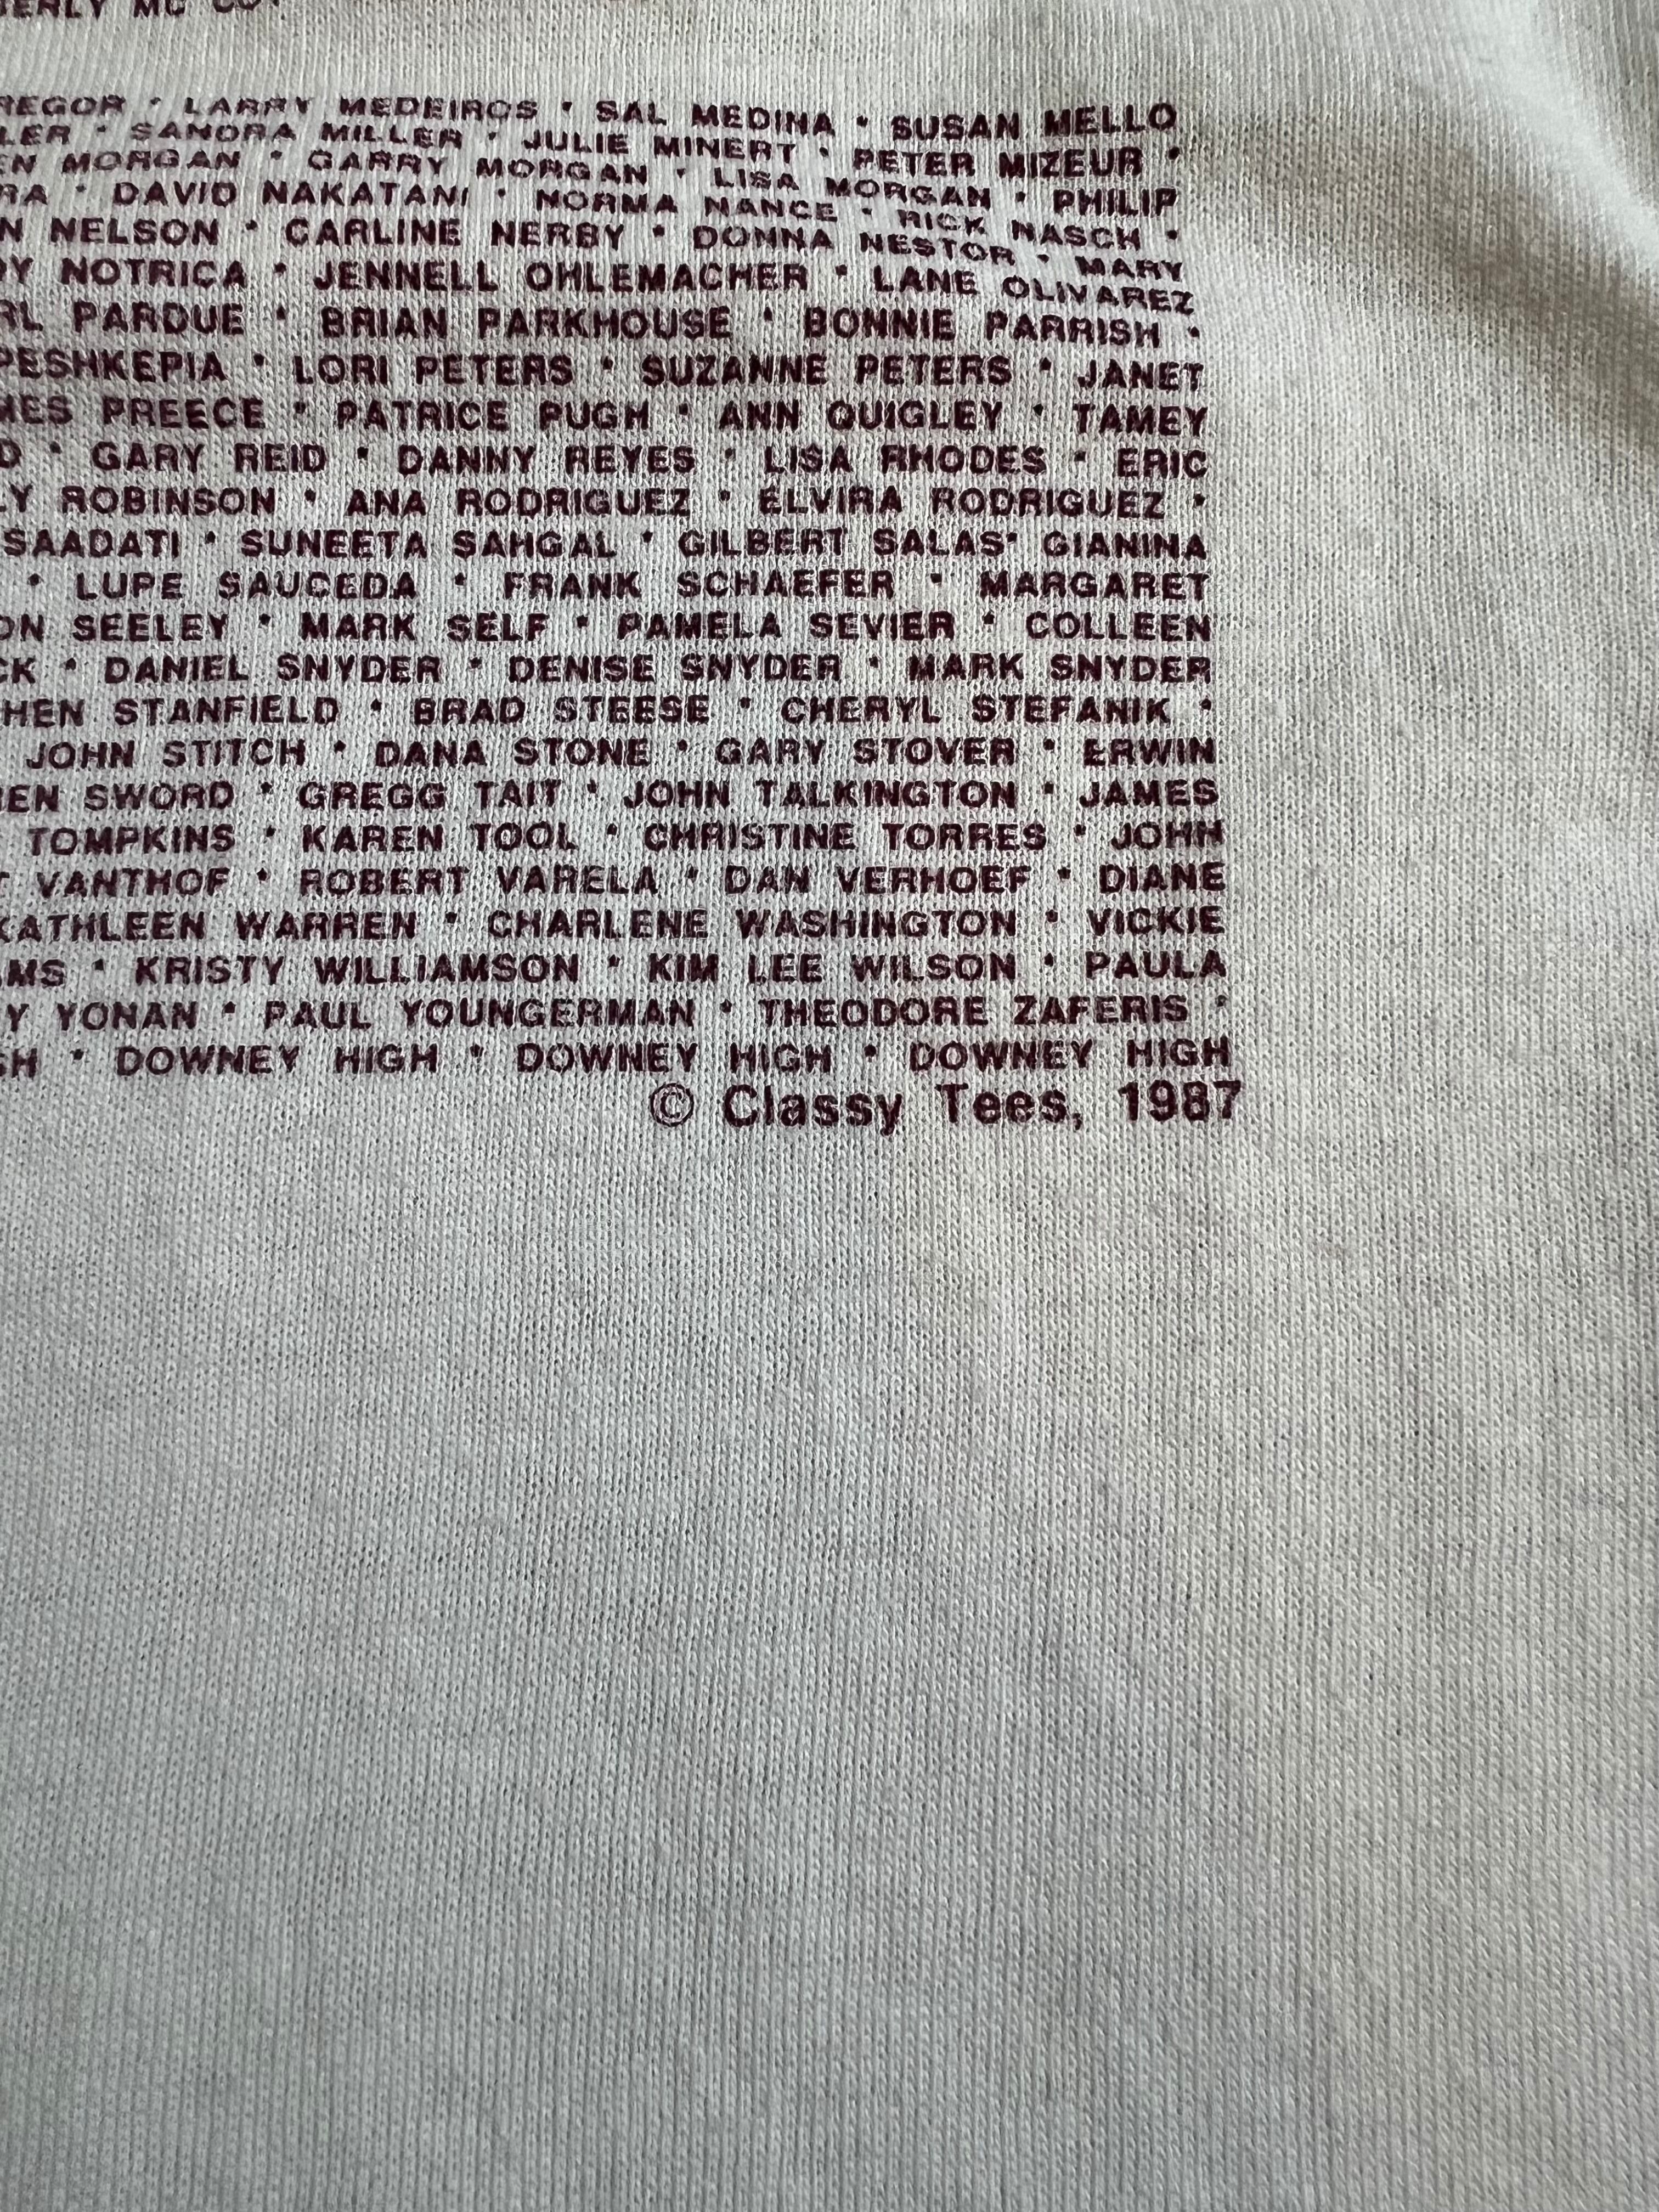 REGOR • LARRY MEDEIROS • SAL MEDINA • SUSAN MELLO
LER • SANDRA MILLER • JULIE MINERT • PETER MIZEUR •
EN MORGAN • GARRY MORGAN • LISA MORGAN • PHILIP
RA • DAVID NAKATANI • NORMA NANCE • RICK NASCH •
N NELSON • CARLINE NERBY • DONNA NESTOR • MARY
DY NOTRICA • JENNELL OHLEMACHER • LANE OLIVAREZ
RL PARDUE • BRIAN PARKHOUSE • BONNIE PARRISH •
PESHKEPIA • LORI PETERS • SUZANNE PETERS • JANET
MES PREECE • PATRICE PUGH • ANN QUIGLEY • TAMEY
D • GARY REID • DANNY REYES • LISA RHODES • ERIC
LY ROBINSON • ANA RODRIGUEZ • ELVIRA RODRIGUEZ •
SAADATI • SUNEETA SAHGAL • GILBERT SALAS• GIANINA
• LUPE SAUCEDA • FRANK SCHAEFER • MARGARET
ON SEELEY • MARK SELF • PAMELA SEVIER • COLLEEN
CK • DANIEL SNYDER • DENISE SNYDER • MARK SNYDER
HEN STANFIELD • BRAD STEESE • CHERYL STEFANIK •
JOHN STITCH • DANA STONE • GARY STOVER • ERWIN
EN SWORD • GREGG TAIT • JOHN TALKINGTON • JAMES
TOMPKINS • KAREN TOOL • CHRISTINE TORRES • JOHN
T VANTHOF • ROBERT VARELA • DAN VERHOEF • DIANE
KATHLEEN WARREN • CHARLENE WASHINGTON • VICKIE
AMS • KRISTY WILLIAMSON • KIM LEE WILSON • PAULA
Y YONAN • PAUL YOUNGERMAN • THEODORE ZAFERIS •
GH • DOWNEY HIGH • DOWNEY HIGH • DOWNEY HIGH
© Classy Tees, 1987